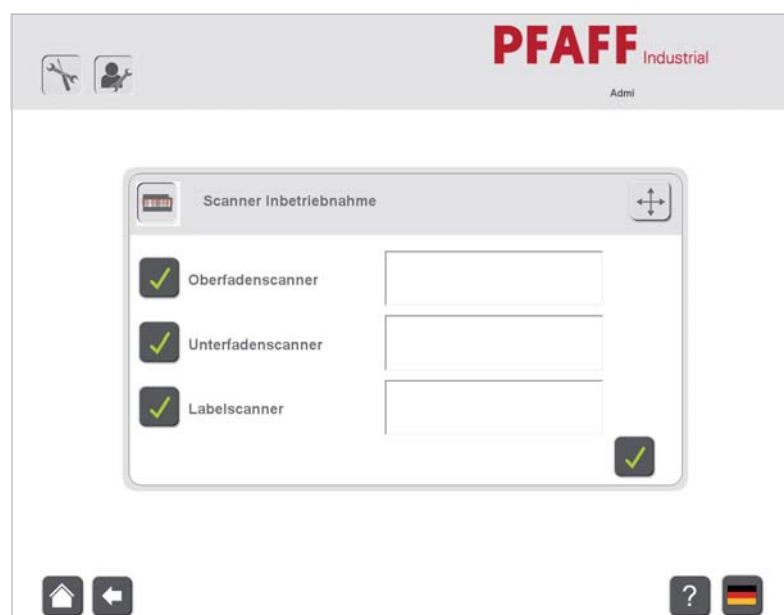 PFAFF Industrial
Admi
Scanner Inbetriebnahme
Oberfadenscanner
Unterfadenscanner
Labelscanner
?